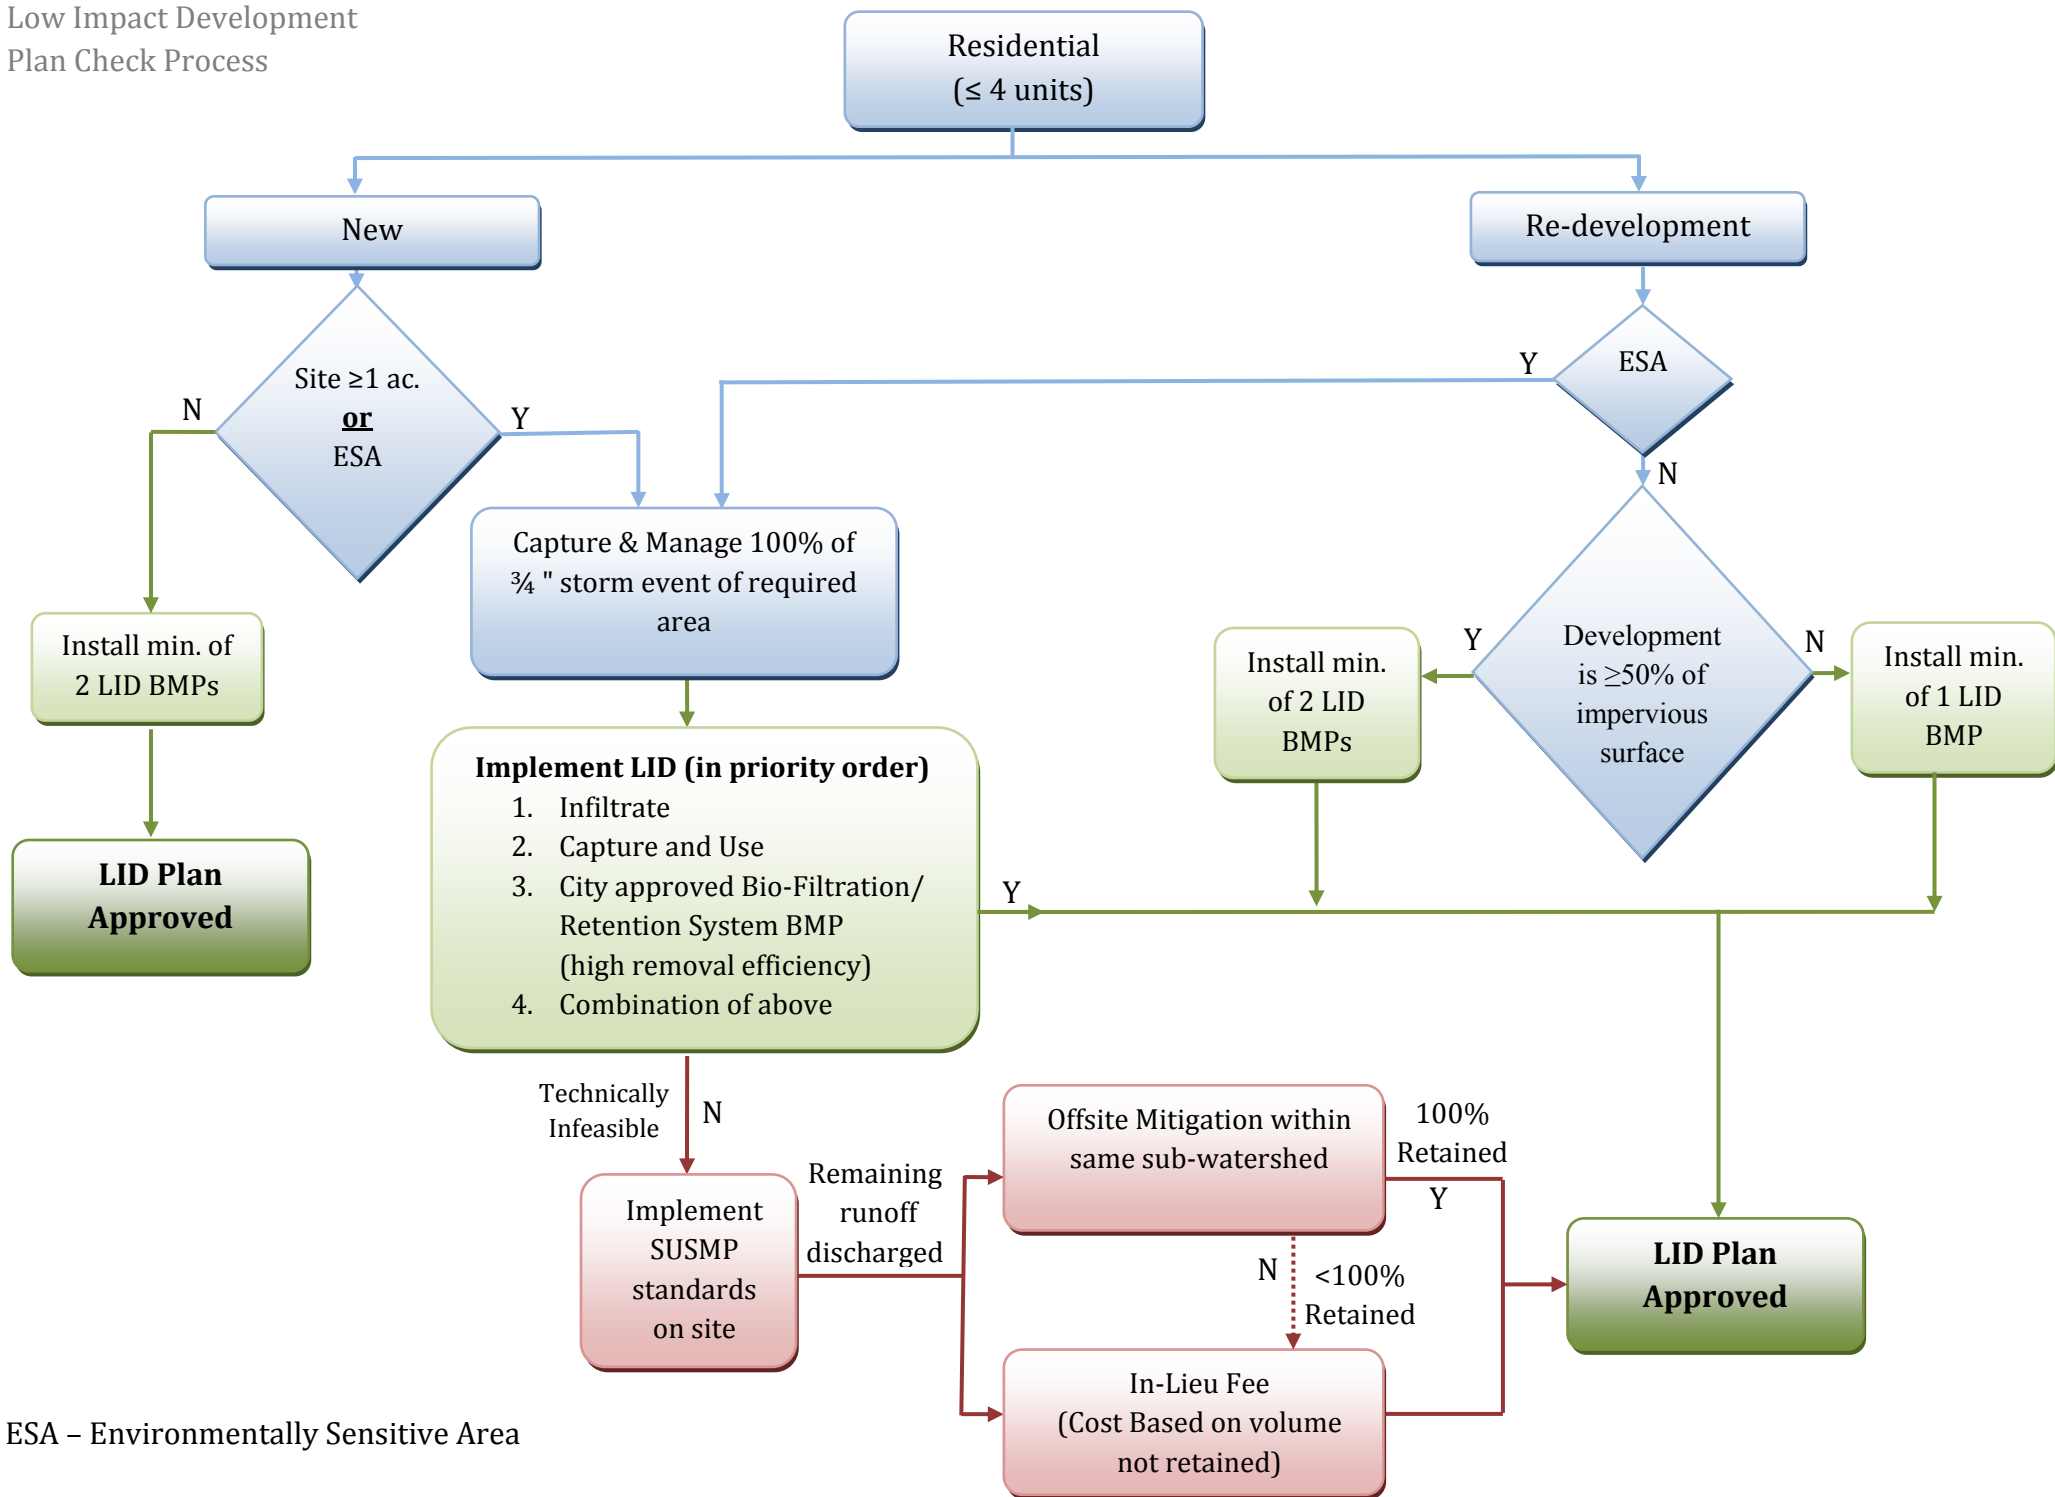 Low Impact Development
Plan Check Process
Residential
(≤ 4 units)
New
Re-development
Site ≥1 ac.
or
ESA
N
Y
ESA
Y
N
Capture & Manage 100% of
¾ " storm event of required
area
Install min. of
2 LID BMPs
LID Plan
Approved
Development
is ≥50% of
impervious
surface
Y
N
Install min.
of 2 LID
BMPs
Install min.
of 1 LID
BMP
Implement LID (in priority order)
1. Infiltrate
2. Capture and Use
3. City approved Bio-Filtration/
Retention System BMP
(high removal efficiency)
4. Combination of above
Y
Technically
Infeasible
N
Implement
SUSMP
standards
on site
Remaining
runoff
discharged
Offsite Mitigation within
same sub-watershed
100%
Retained
Y
N
<100%
Retained
In-Lieu Fee
(Cost Based on volume
not retained)
LID Plan
Approved
ESA – Environmentally Sensitive Area